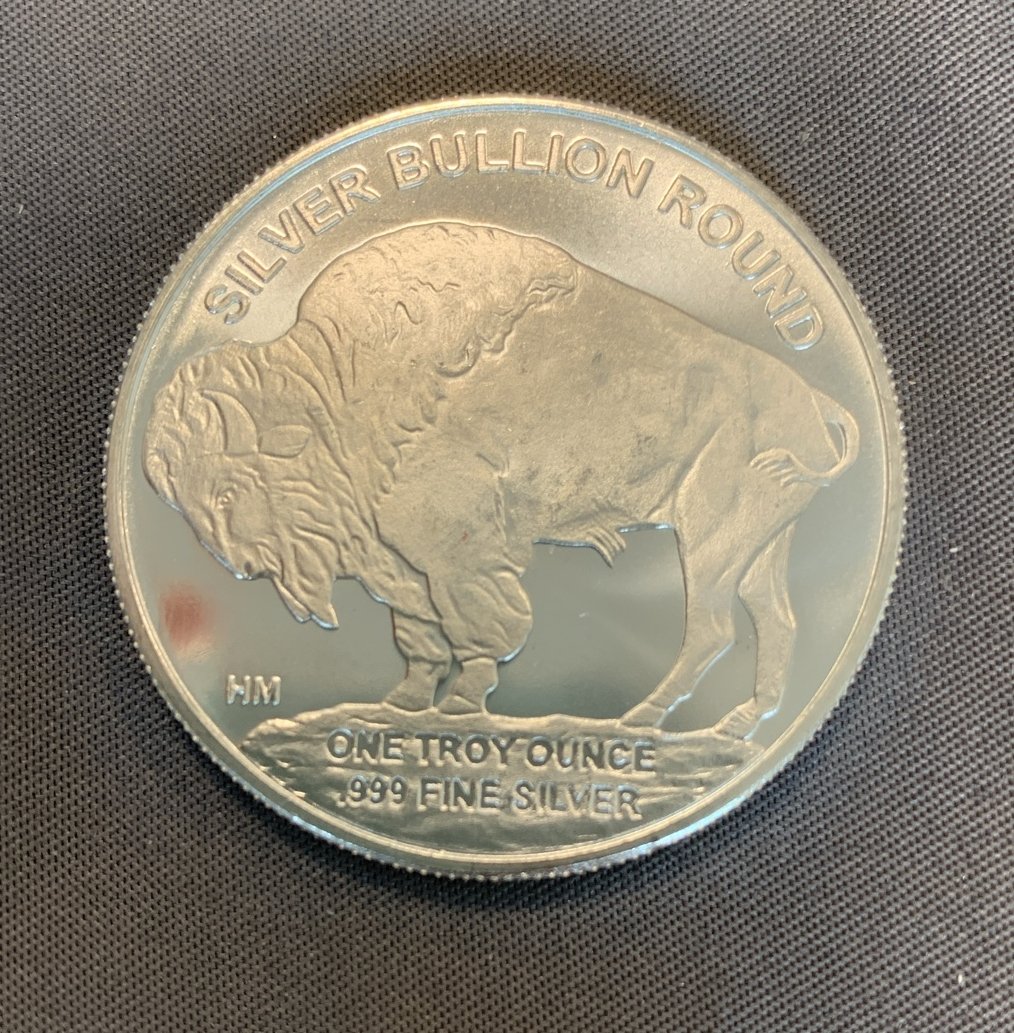 SILVER BULLION ROUND
HM
ONE TROY OUNCE
.999 FINE SILVER